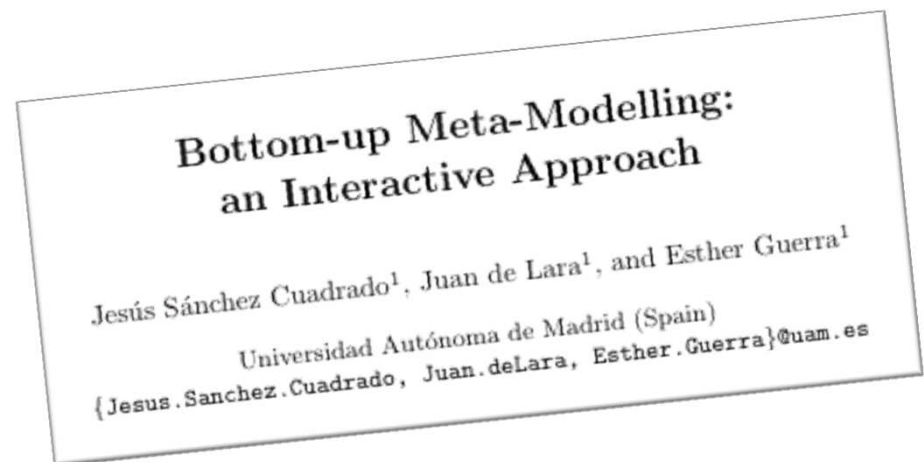 Bottom-up Meta-Modelling:
an Interactive Approach
Jesús Sánchez Cuadrado¹, Juan de Lara¹, and Esther Guerra¹
Universidad Autónoma de Madrid (Spain)
{Jesus.Sanchez.Cuadrado, Juan.deLara, Esther.Guerra}@uam.es